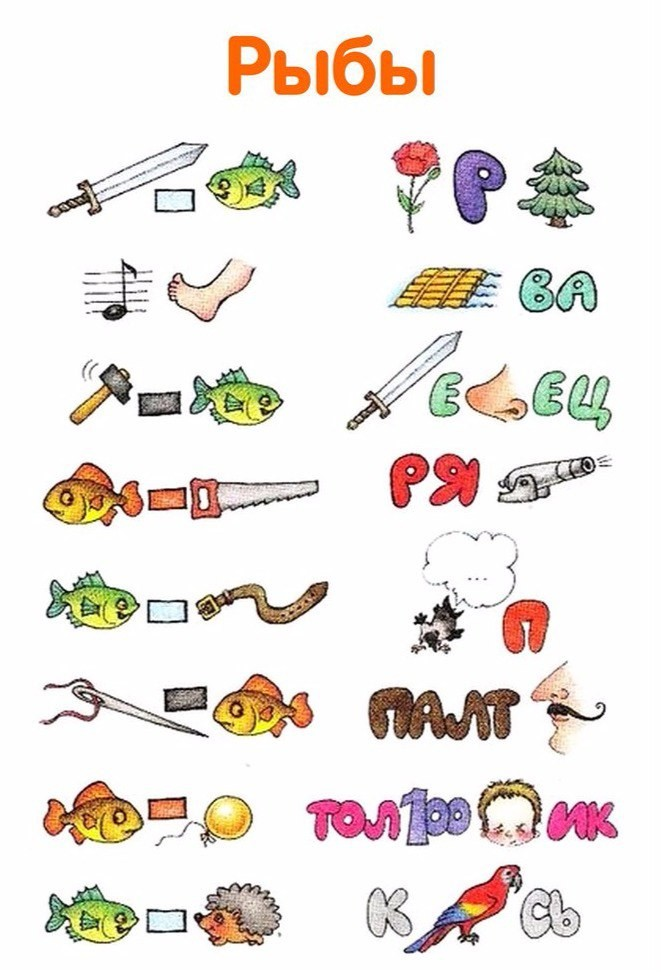 Рыбы
Р
ВА
Е ЕЦ
РЯ
...
П
ПАЛТ
ТОЛ100 ИК
К СЬ